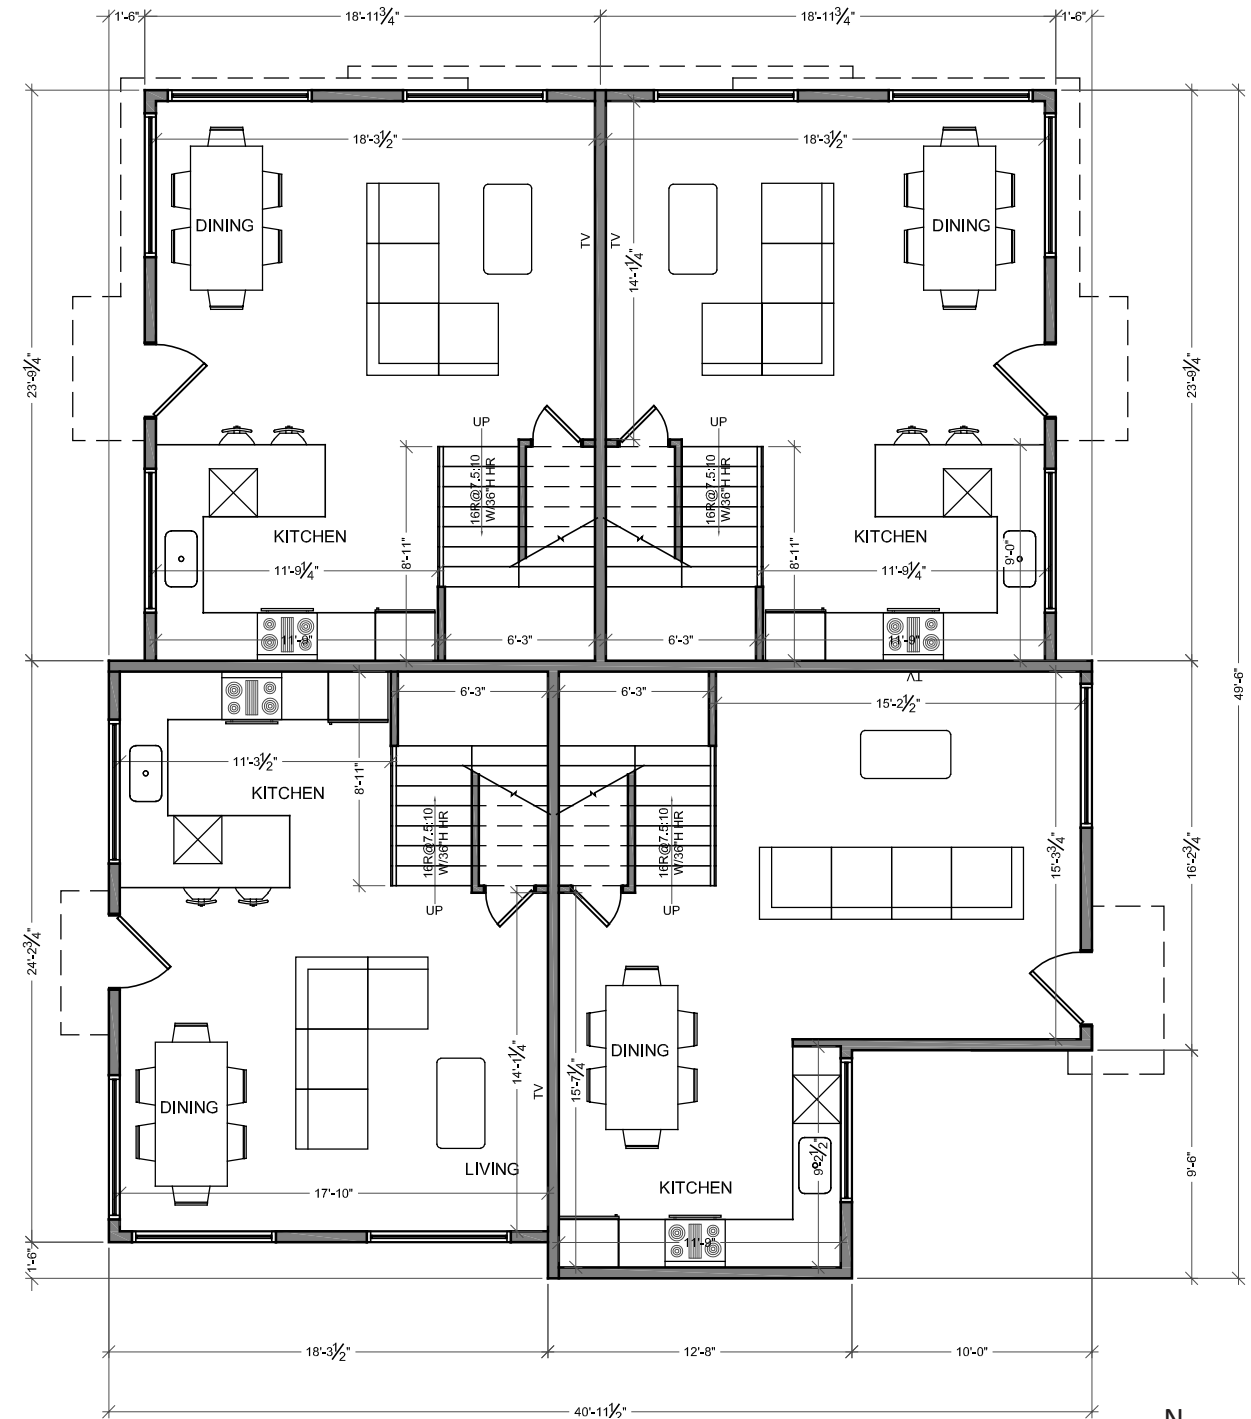 1'-6"
18'-11¾"
18'-11¾"
1'-6"
18'-3½"
18'-3½"
DINING
TV
TV
DINING
14'-1¼"
23'-9¼"
23'-9¼"
UP
UP
16R@7.5:10
W/36"H HR
16R@7.5:10
W/36"H HR
KITCHEN
KITCHEN
8'-11"
8'-11"
9'-0"
11'-9¼"
11'-9¼"
11'-9"
6'-3"
6'-3"
11'-9"
TV
49'-6"
6'-3"
6'-3"
15'-2½"
11'-3½"
8'-11"
KITCHEN
16R@7.5:10
W/36"H HR
16R@7.5:10
W/36"H HR
15'-3¾"
16'-2¾"
UP
UP
24'-2¾"
DINING
14'-1¼"
15'-7¼"
TV
DINING
9'-2½"
9'-6"
LIVING
KITCHEN
17'-10"
11'-9"
1'-6"
18'-3½"
12'-8"
10'-0"
40'-11½"
N